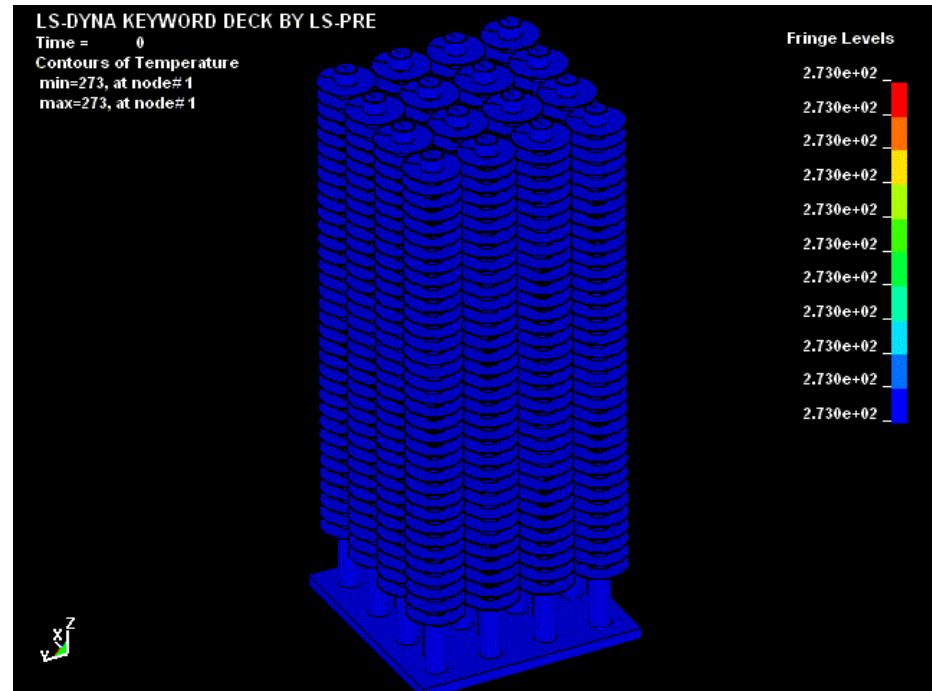 LS-DYNA KEYWORD DECK BY LS-PRE
Time =        0
Contours of Temperature
min=273, at node#1
max=273, at node#1
Fringe Levels
2.730e+02
2.730e+02
2.730e+02
2.730e+02
2.730e+02
2.730e+02
2.730e+02
2.730e+02
2.730e+02
2.730e+02
2.730e+02
Z
X
Y